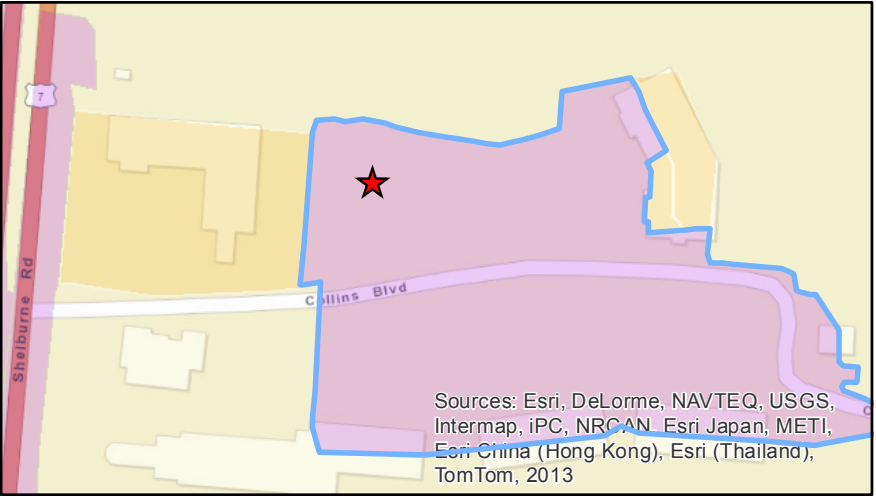 7
Shelburne Rd
Collins Blvd
Sources: Esri, DeLorme, NAVTEQ, USGS,
Intermap, iPC, NRCAN, Esri Japan, METI,
Esri China (Hong Kong), Esri (Thailand),
TomTom, 2013
C